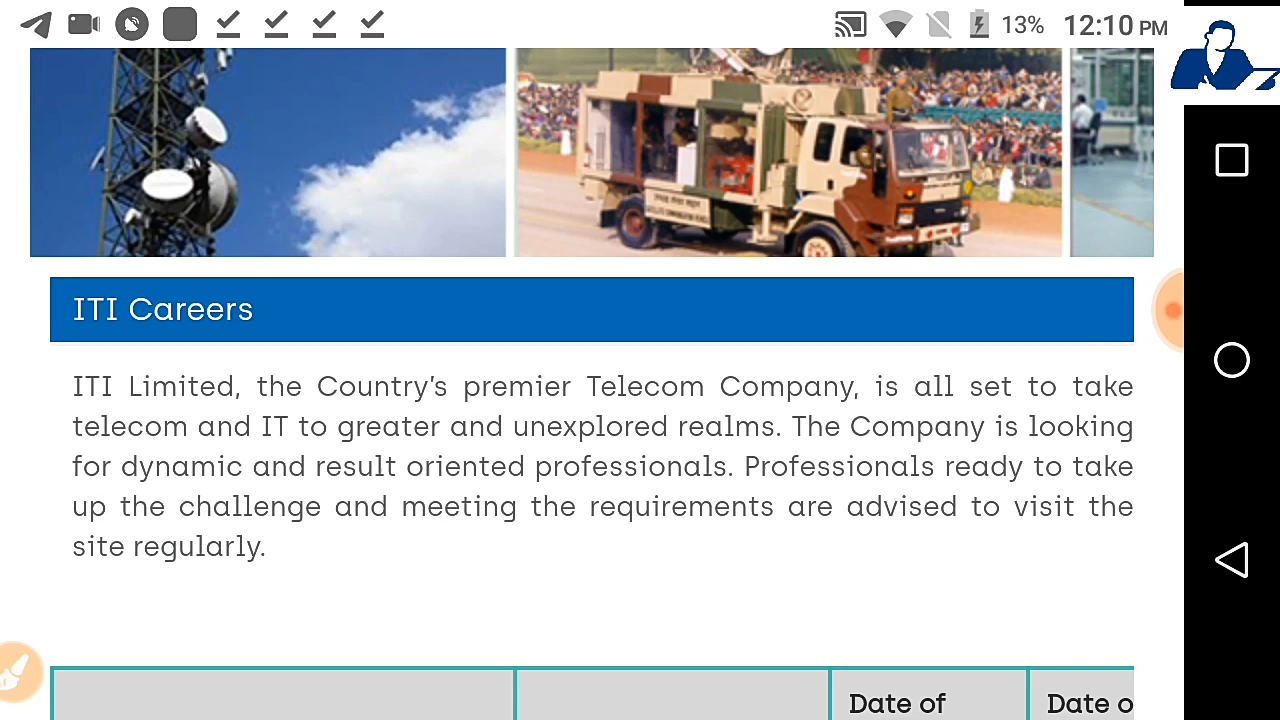 13% 12:10 PM
ITI Careers
ITI Limited, the Country's premier Telecom Company, is all set to take
telecom and IT to greater and unexplored realms. The Company is looking
for dynamic and result oriented professionals. Professionals ready to take
up the challenge and meeting the requirements are advised to visit the
site regularly.
Date of
Date o